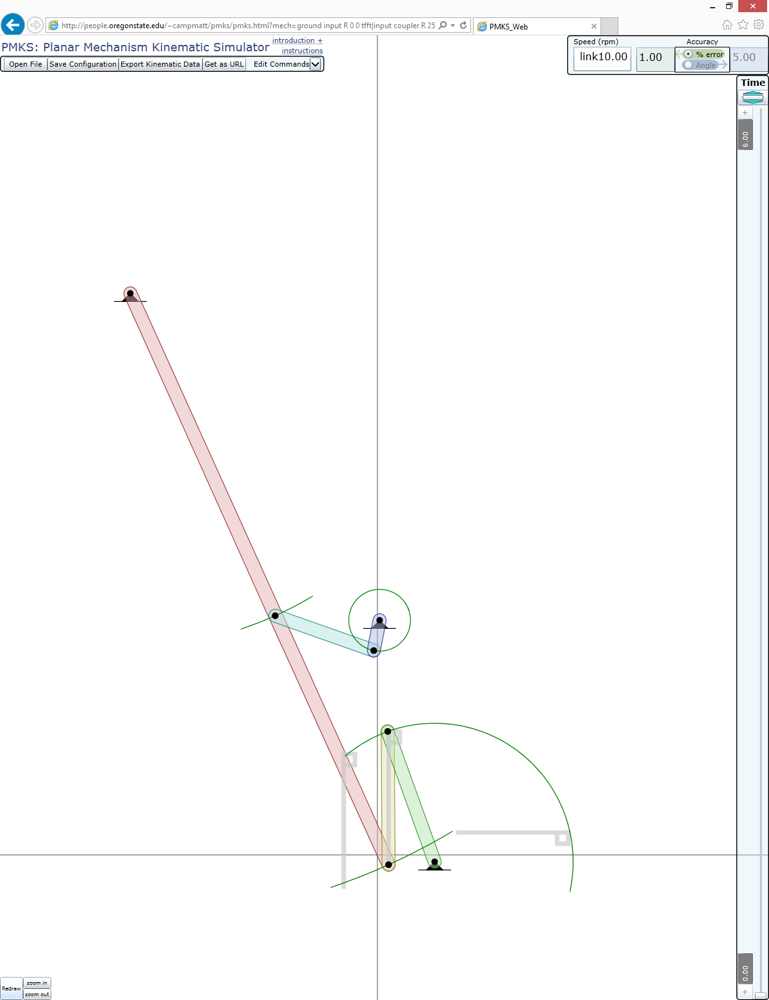 http://people.oregonstate.edu/~campmatt/pmks/pmks.html?mech=ground input R 0 0 tfft|input coupler R 25
PMKS_Web
PMKS: Planar Mechanism Kinematic Simulator
introduction +
instructions
Open File
Save Configuration
Export Kinematic Data
Get as URL
Edit Commands
Speed (rpm)
Accuracy
link10.00
1.00
% error
Angle
5.00
Time
+
6.00
0.00
+
Redraw
zoom in
zoom out